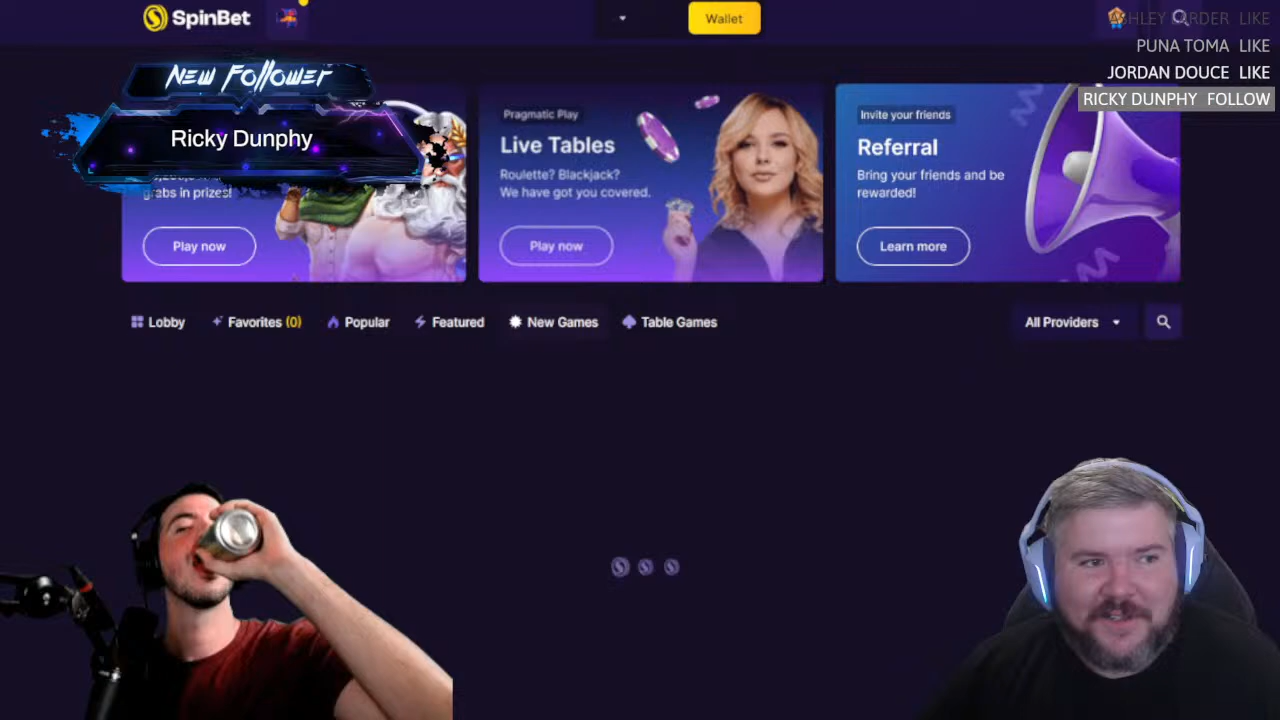 SpinBet
Wallet
LIKE
PUNA TOMA LIKE
JORDAN DOUCE LIKE
RICKY DUNPHY FOLLOW
New Follower
Ricky Dunphy
grabs in prizes!
Play now
Pragmatic Play
Live Tables
Roulette? Blackjack?
We have got you covered.
Play now
Invite your friends
Referral
Bring your friends and be
rewarded!
Learn more
Lobby Favorites (0) Popular Featured New Games Table Games All Providers